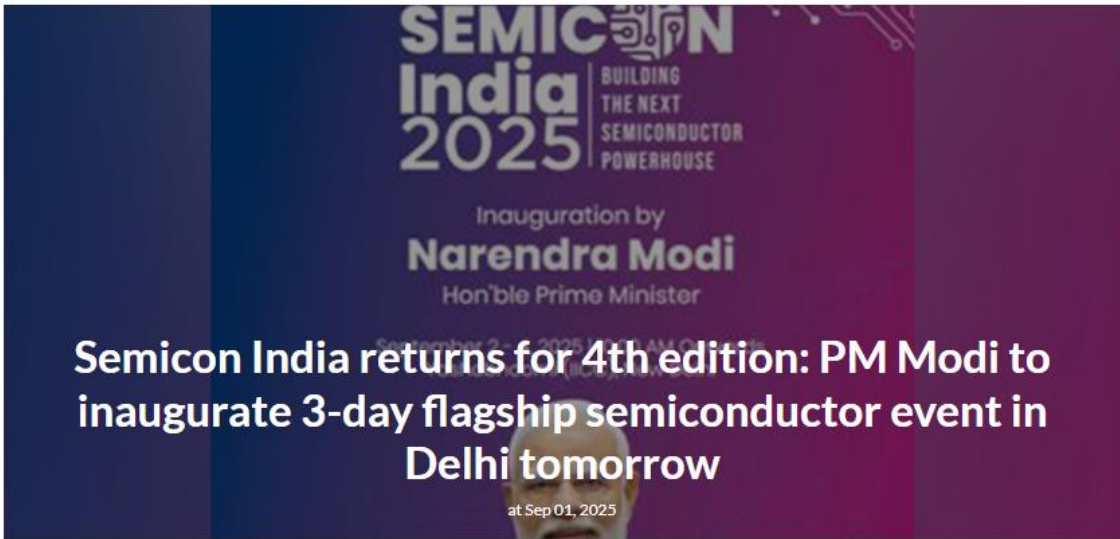 SEMICON
India
2025
BUILDING
THE NEXT
SEMICONDUCTOR
POWERHOUSE
Inauguration by
Narendra Modi
Hon'ble Prime Minister
Semicon India returns for 4th edition: PM Modi to
inaugurate 3-day flagship semiconductor event in
Delhi tomorrow
at Sep 01, 2025